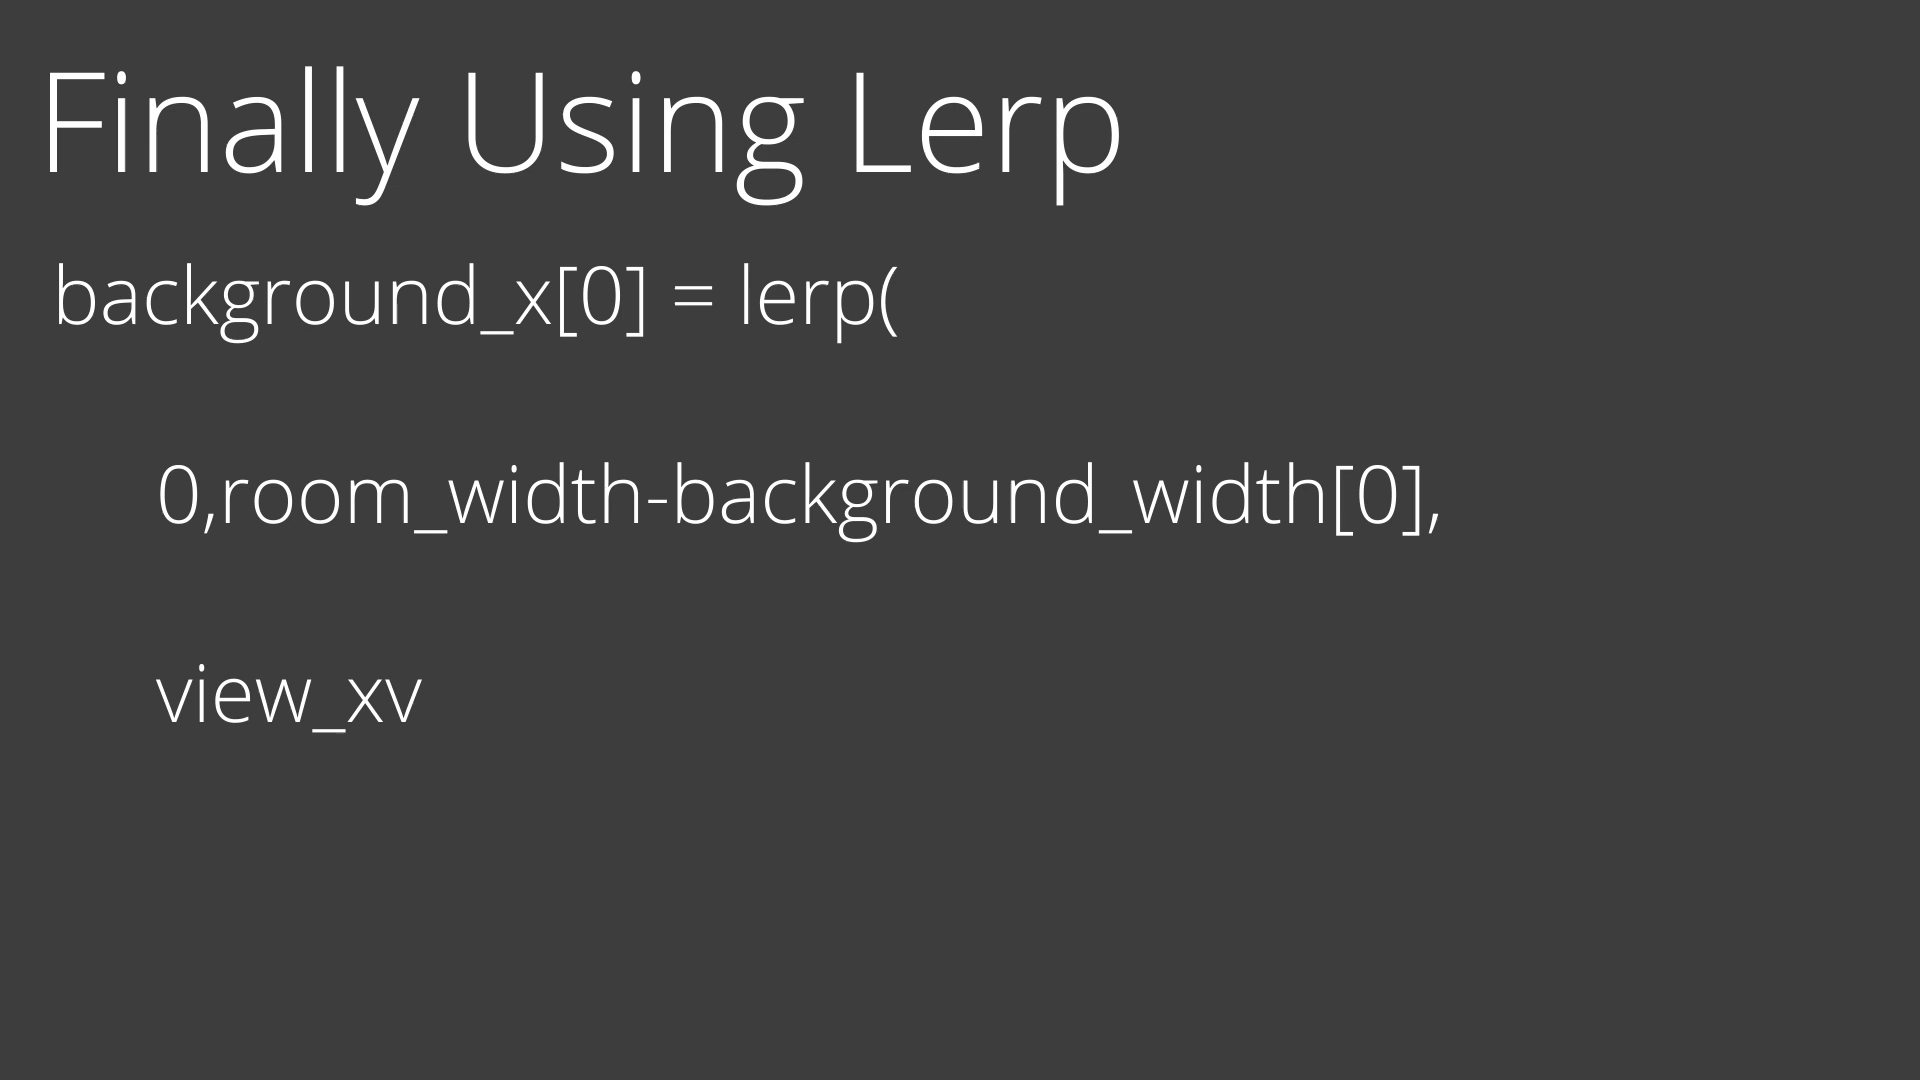 Finally Using Lerp
background_x[0] = lerp(
0,room_width-background_width[0],
view_xv